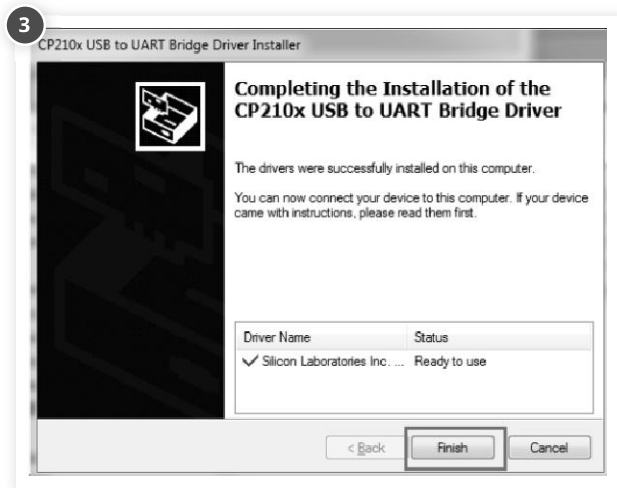 3
CP210x USB to UART Bridge Driver Installer
Completing the Installation of the
CP210x USB to UART Bridge Driver
The drivers were successfully installed on this computer.
You can now connect your device to this computer. If your device
came with instructions, please read them first.
Driver Name Status
Silicon Laboratories Inc. ... Ready to use
< Back Finish Cancel